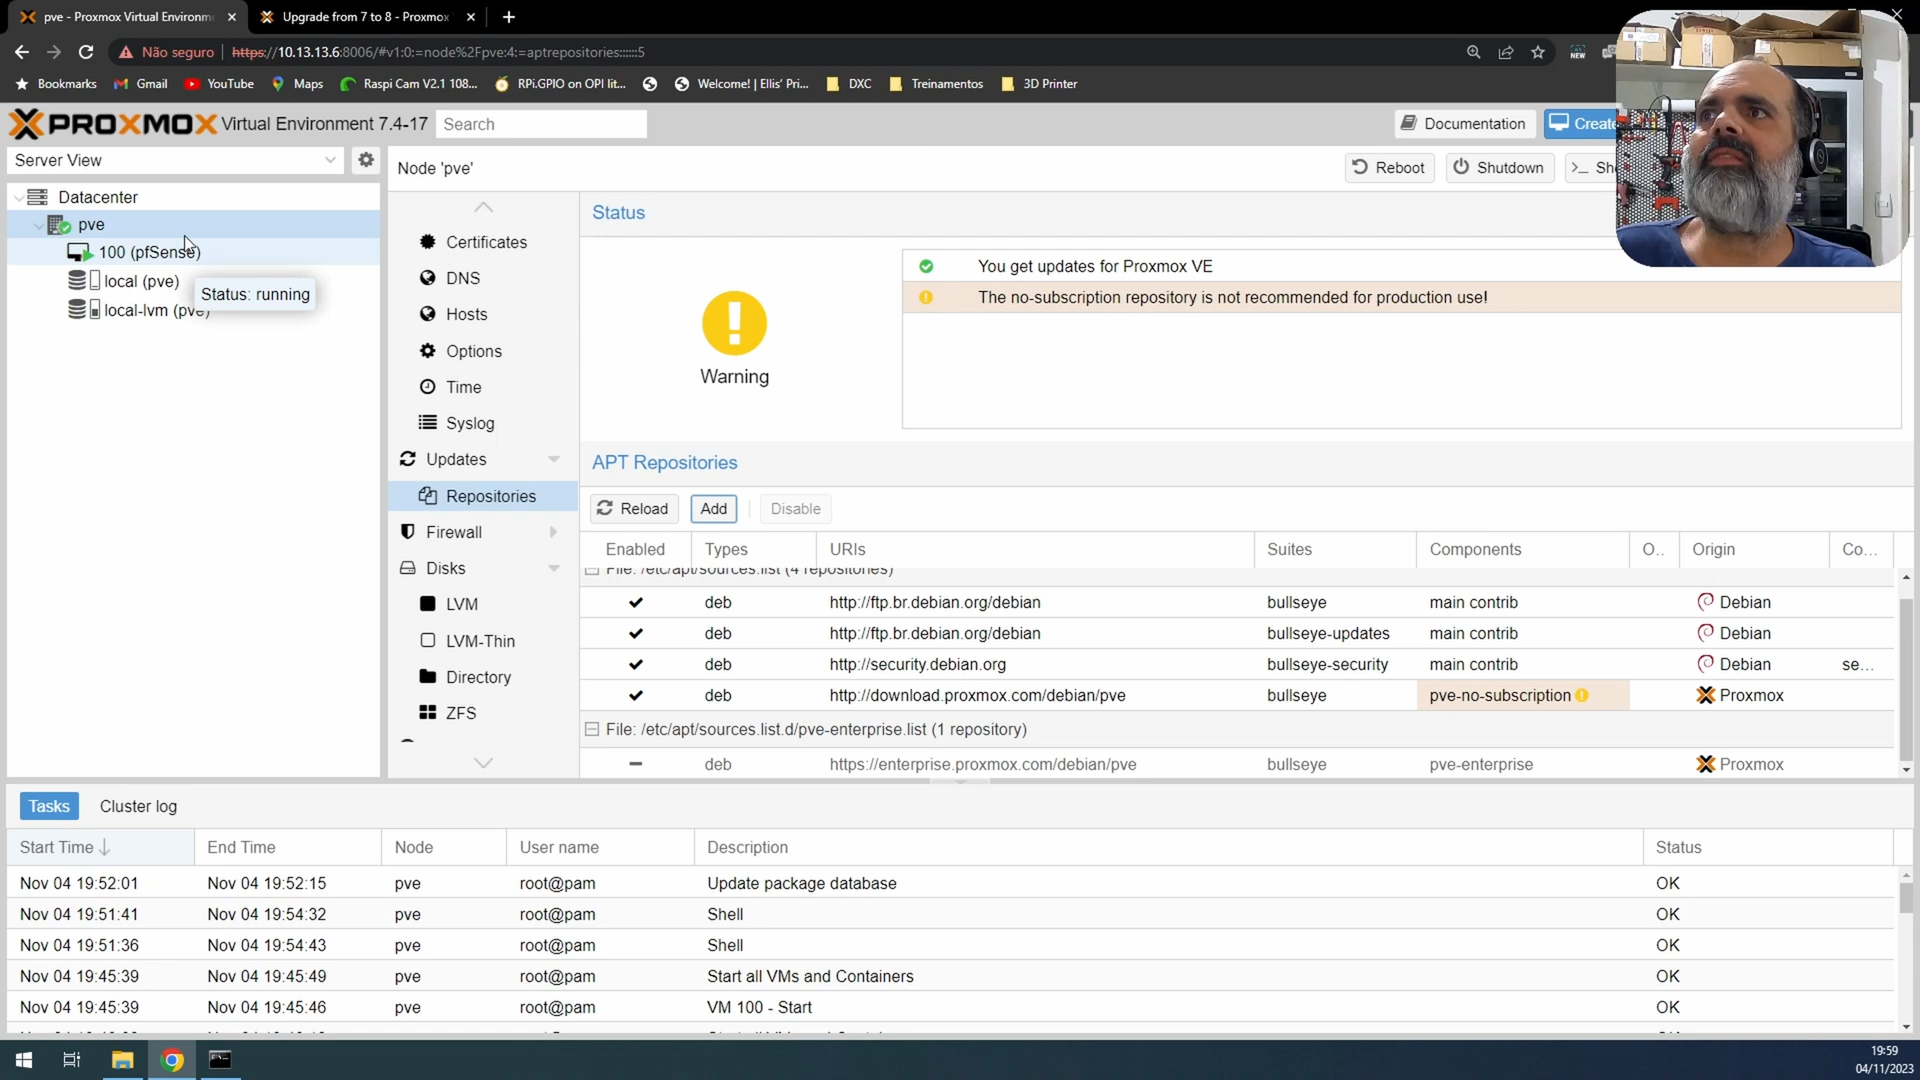 pve - Proxmox Virtual Environm
Upgrade from 7 to 8 - Proxmox
Não seguro
https://10.13.13.6:8006/#v1:0:=node%2Fpve:4:=aptrepositories::::::5
Bookmarks
Gmail
YouTube
Maps
Raspi Cam V2.1 108...
RPi.GPIO on OPI lit...
Welcome! | Ellis' Pri...
DXC
Treinamentos
3D Printer
NEW
PROXMOX Virtual Environment 7.4-17
Search
Documentation
Create
Server View
Node 'pve'
Reboot
Shutdown
Datacenter
pve
100 (pfSense)
local (pve)
local-lvm (pve)
Status: running
Certificates
DNS
Hosts
Options
Time
Syslog
Updates
Repositories
Firewall
Disks
LVM
LVM-Thin
Directory
ZFS
Status
Warning
You get updates for Proxmox VE
The no-subscription repository is not recommended for production use!
APT Repositories
Reload
Add
Disable
Enabled Types URIs Suites Components O.. Origin Co...
File: /etc/apt/sources.list (4 repositories)
deb http://ftp.br.debian.org/debian bullseye main contrib Debian
deb http://ftp.br.debian.org/debian bullseye-updates main contrib Debian
deb http://security.debian.org bullseye-security main contrib Debian se...
deb http://download.proxmox.com/debian/pve bullseye pve-no-subscription Proxmox
File: /etc/apt/sources.list.d/pve-enterprise.list (1 repository)
deb https://enterprise.proxmox.com/debian/pve bullseye pve-enterprise Proxmox
Tasks
Cluster log
Start Time End Time Node User name Description Status
Nov 04 19:52:01 Nov 04 19:52:15 pve root@pam Update package database OK
Nov 04 19:51:41 Nov 04 19:54:32 pve root@pam Shell OK
Nov 04 19:51:36 Nov 04 19:54:43 pve root@pam Shell OK
Nov 04 19:45:39 Nov 04 19:45:49 pve root@pam Start all VMs and Containers OK
Nov 04 19:45:39 Nov 04 19:45:46 pve root@pam VM 100 - Start OK
19:59
04/11/2023